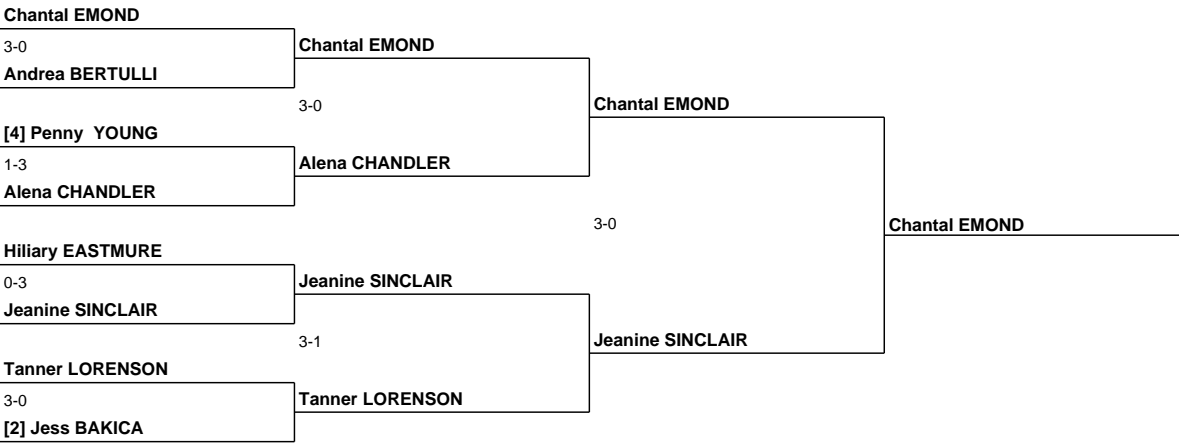 Chantal EMOND
3-0
Chantal EMOND
Andrea BERTULLI
3-0
Chantal EMOND
[4] Penny  YOUNG
1-3
Alena CHANDLER
Alena CHANDLER
3-0
Chantal EMOND
Hiliary EASTMURE
0-3
Jeanine SINCLAIR
Jeanine SINCLAIR
3-1
Jeanine SINCLAIR
Tanner LORENSON
3-0
Tanner LORENSON
[2] Jess BAKICA